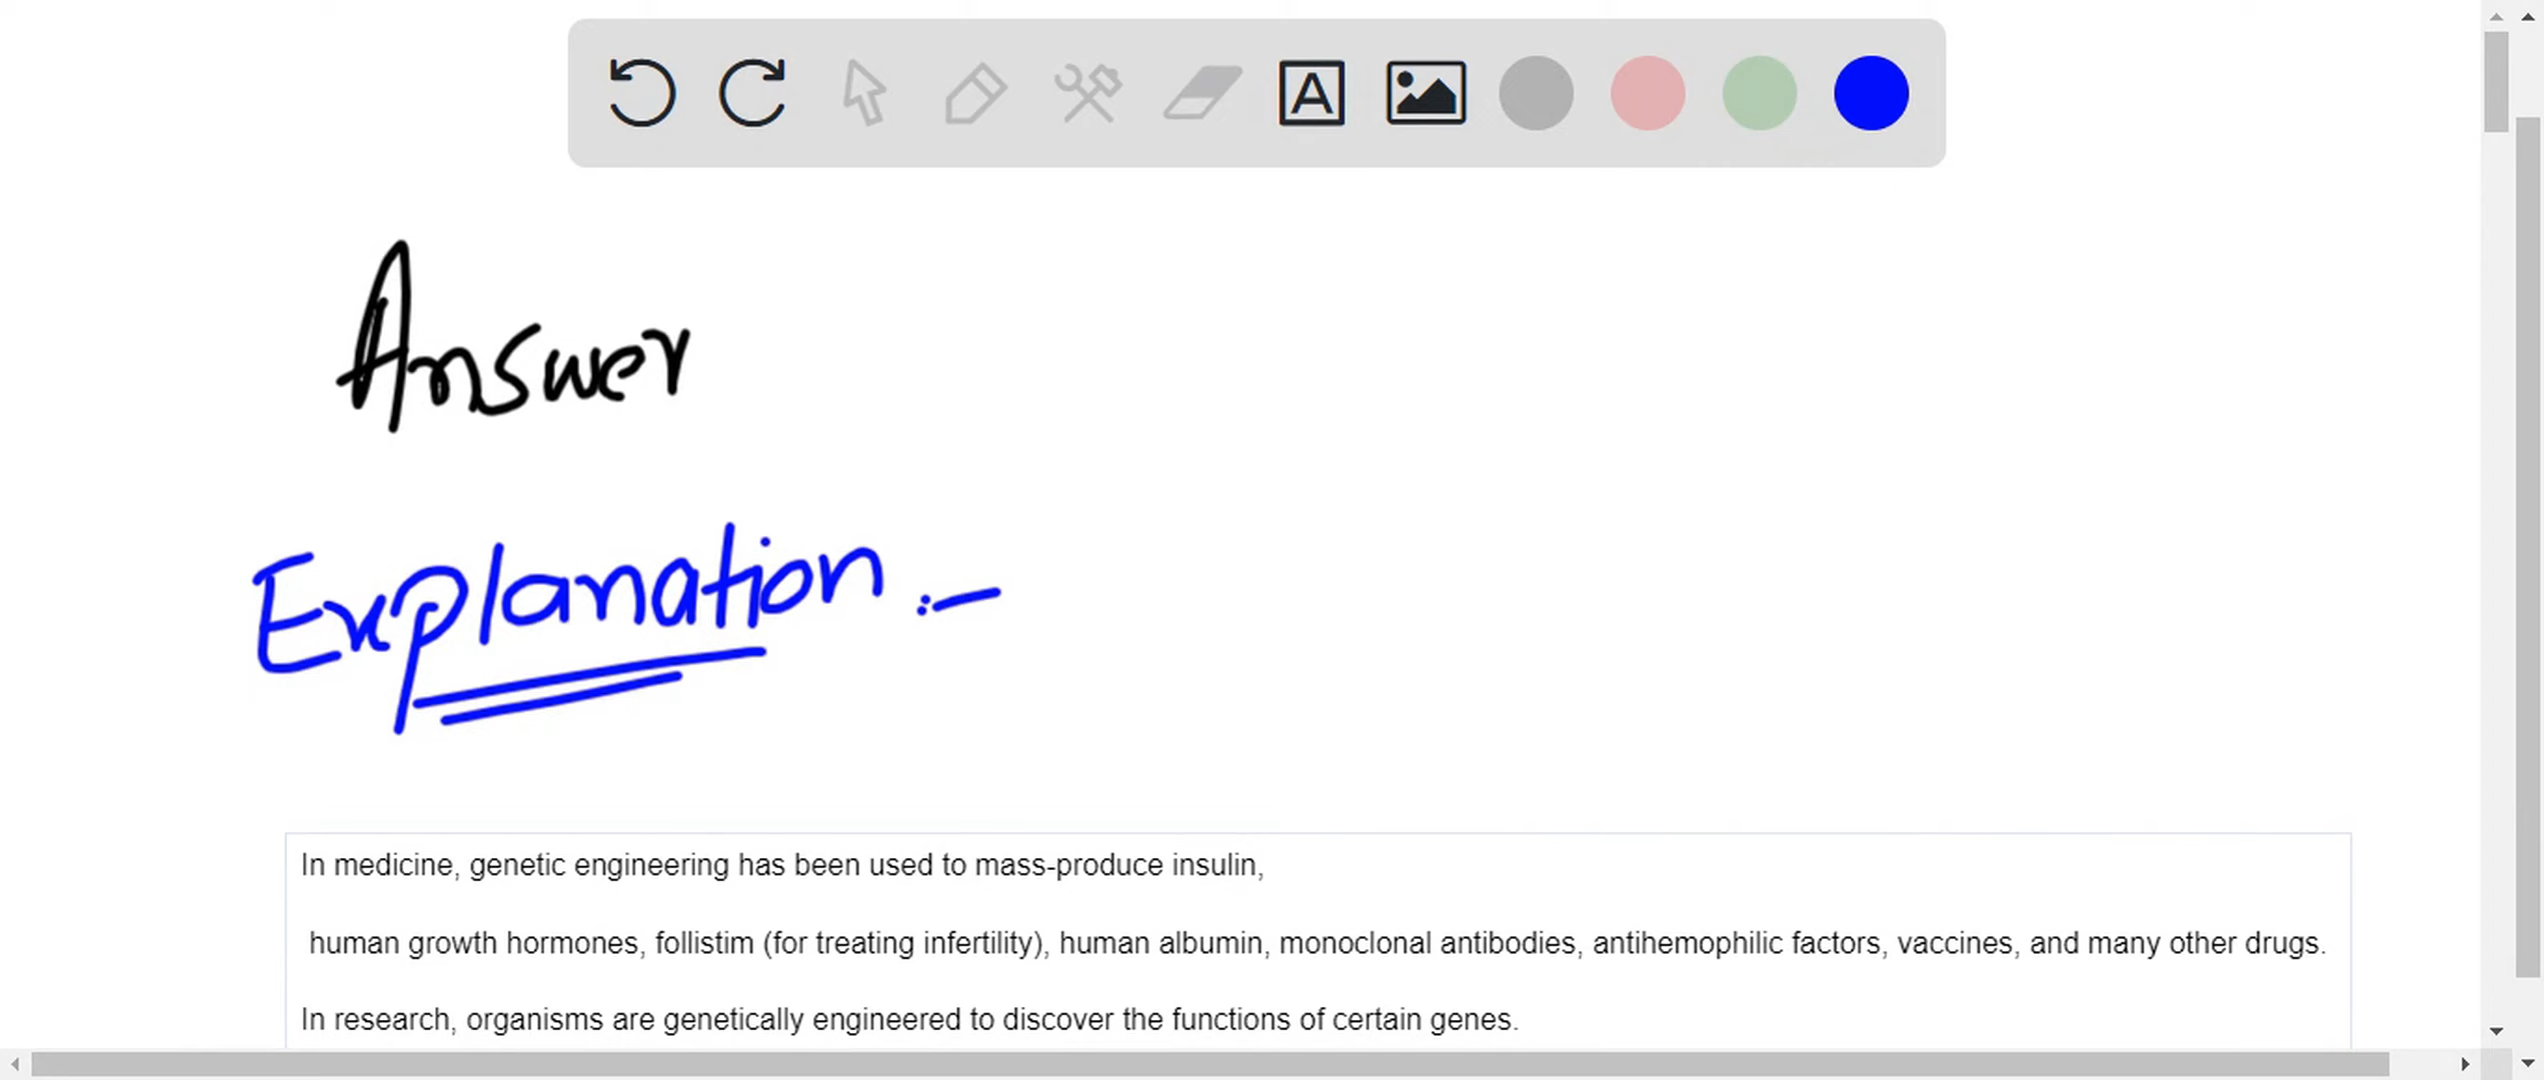 A
Answer
Explanation :-
In medicine, genetic engineering has been used to mass-produce insulin,
human growth hormones, follistim (for treating infertility), human albumin, monoclonal antibodies, antihemophilic factors, vaccines, and many other drugs.
In research, organisms are genetically engineered to discover the functions of certain genes.